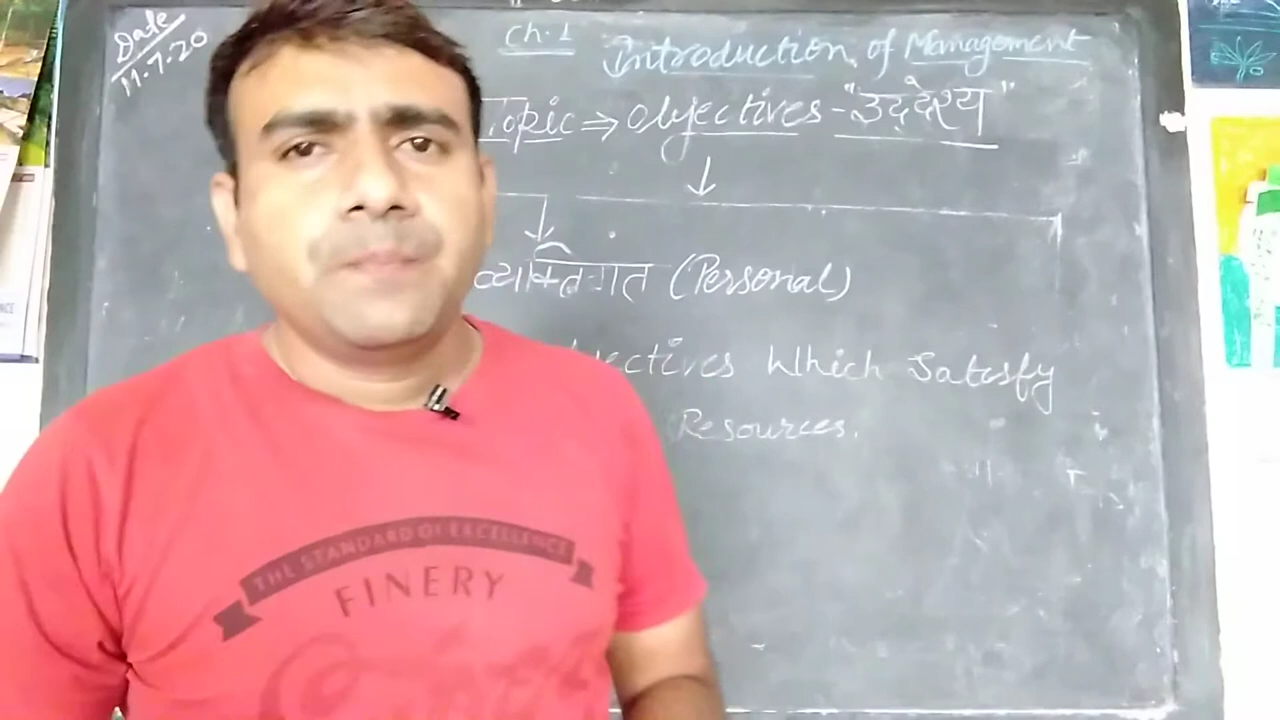 Date
11.7.20
Ch.1 Introduction of Management
Topic ⇒ Objectives - "उद्देश्य"
व्यक्तिगत (Personal)
jectives Which Satisfy
Resources.
THE STANDARD OF EXCELLENCE
FINERY